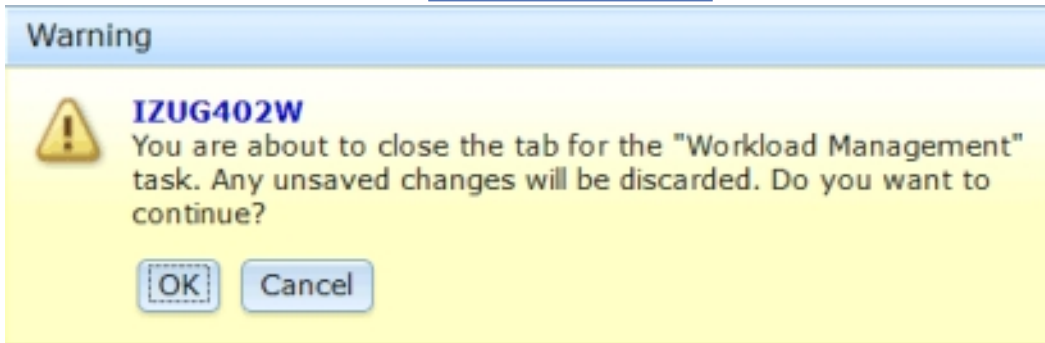 Warning
IZUG402W
You are about to close the tab for the "Workload Management"
task. Any unsaved changes will be discarded. Do you want to
continue?
OK Cancel